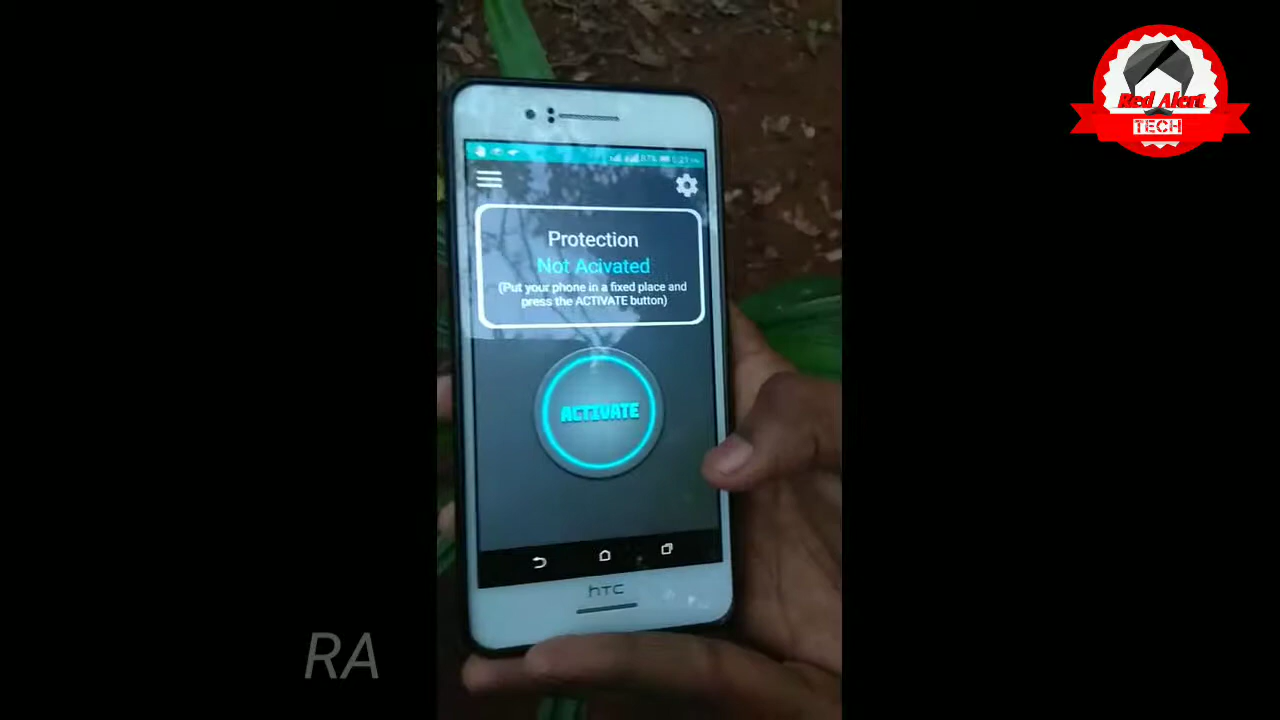 Red Alert
TECH
Protection
Not Acivated
(Put your phone in a fixed place and
press the ACTIVATE button)
ACTIVATE
hTC
RA